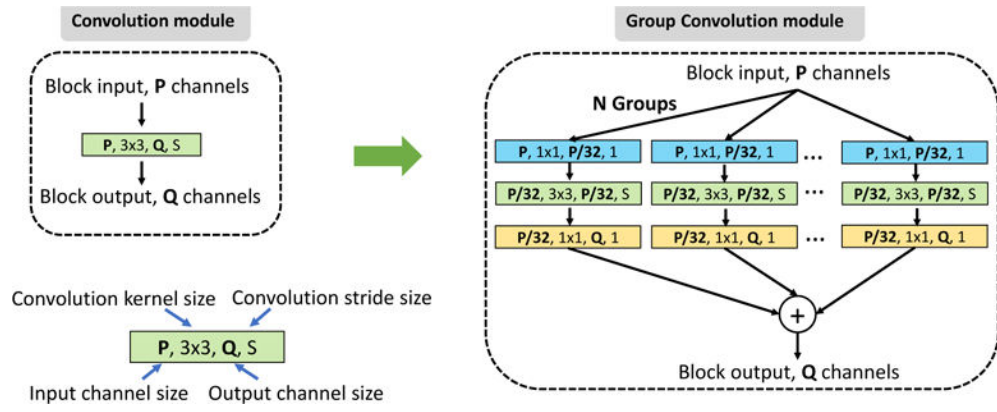 Convolution module
Block input, P channels
P, 3x3, Q, S
Block output, Q channels
Convolution kernel size
Convolution stride size
P, 3x3, Q, S
Input channel size
Output channel size
Group Convolution module
Block input, P channels
N Groups
P, 1x1, P/32, 1
P, 1x1, P/32, 1
...
P, 1x1, P/32, 1
P/32, 3x3, P/32, S
P/32, 3x3, P/32, S
...
P/32, 3x3, P/32, S
P/32, 1x1, Q, 1
P/32, 1x1, Q, 1
...
P/32, 1x1, Q, 1
+
Block output, Q channels